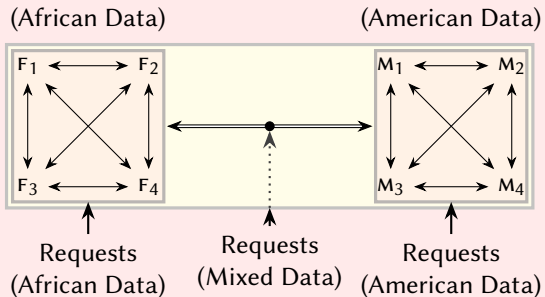 (African Data) (American Data)
F1 F2 M1 M2
F3 F4 M3 M4
Requests Requests Requests
(African Data) (Mixed Data) (American Data)